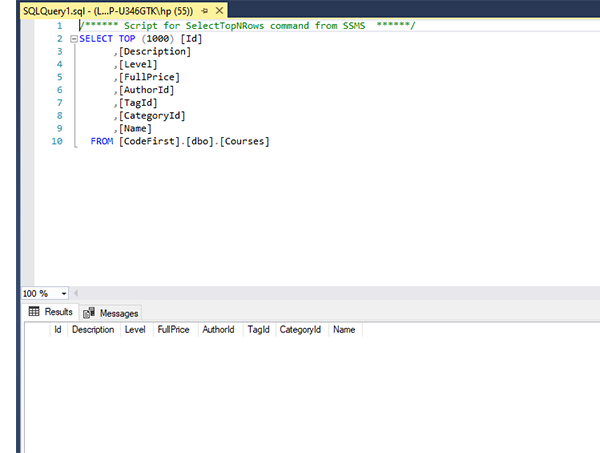 SQLQuery1.sql - (L...P-U346GTK\hp (55))
1 /****** Script for SelectTopNRows command from SSMS  ******/
2 SELECT TOP (1000) [Id]
3 ,[Description]
4 ,[Level]
5 ,[FullPrice]
6 ,[AuthorId]
7 ,[TagId]
8 ,[CategoryId]
9 ,[Name]
10 FROM [CodeFirst].[dbo].[Courses]
100 %
Results Messages
Id Description Level FullPrice AuthorId TagId CategoryId Name